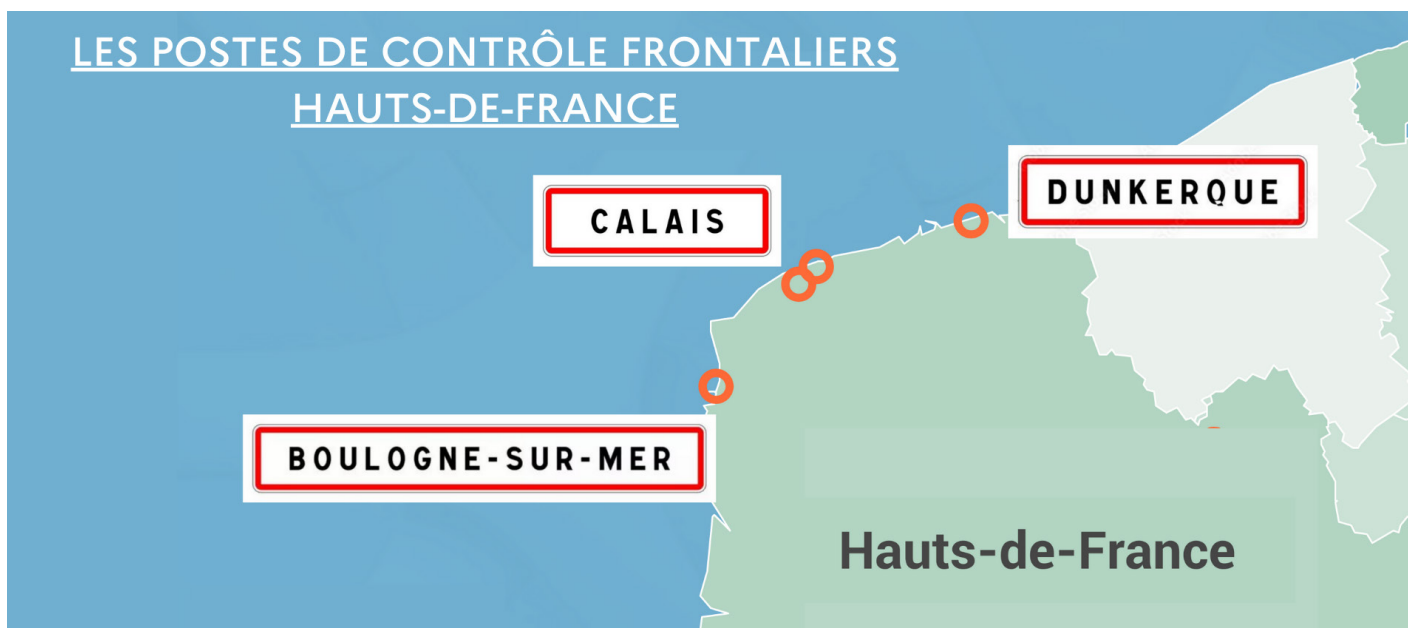 LES POSTES DE CONTRÔLE FRONTALIERS
HAUTS-DE-FRANCE
CALAIS
DUNKERQUE
BOULOGNE-SUR-MER
Hauts-de-France